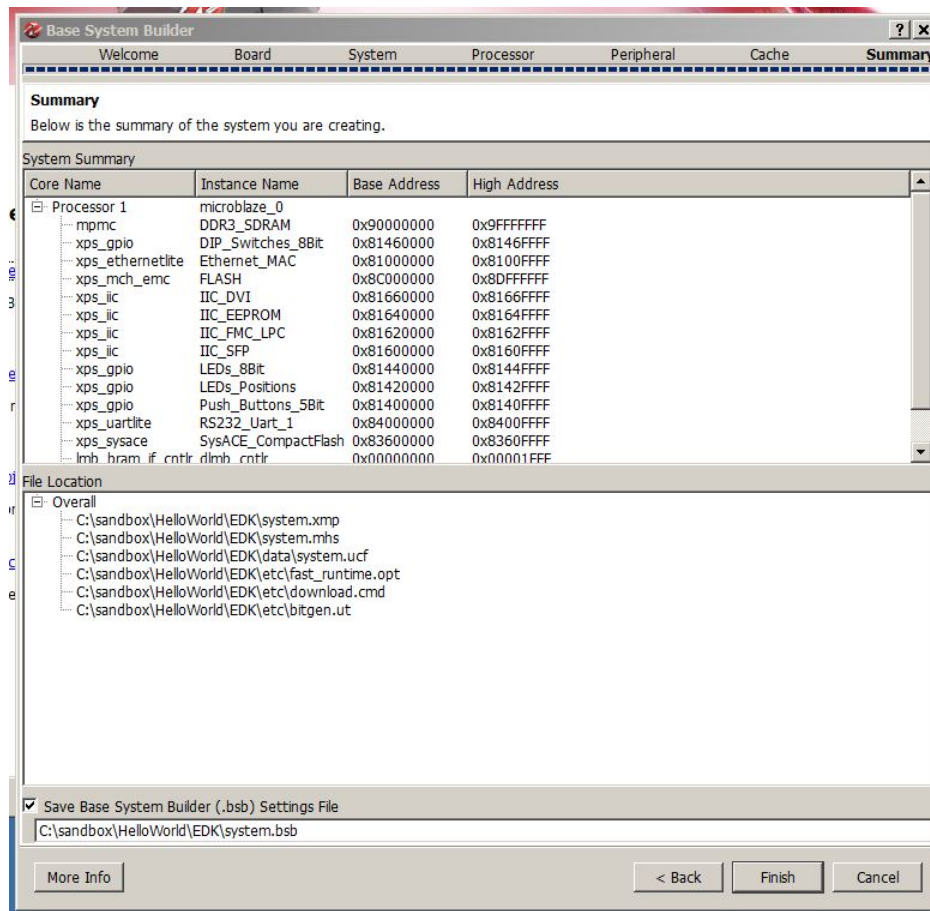 Base System Builder
Welcome Board System Processor Peripheral Cache Summary
Summary
Below is the summary of the system you are creating.
System Summary
Core Name Instance Name Base Address High Address
Processor 1 microblaze_0
mpmc DDR3_SDRAM 0x90000000 0x9FFFFFFF
xps_gpio DIP_Switches_8Bit 0x81460000 0x8146FFFF
xps_ethernetlite Ethernet_MAC 0x81000000 0x8100FFFF
xps_mch_emc FLASH 0x8C000000 0x8DFFFFFF
xps_iic IIC_DVI 0x81660000 0x8166FFFF
xps_iic IIC_EEPROM 0x81640000 0x8164FFFF
xps_iic IIC_FMC_LPC 0x81620000 0x8162FFFF
xps_iic IIC_SFP 0x81600000 0x8160FFFF
xps_gpio LEDs_8Bit 0x81440000 0x8144FFFF
xps_gpio LEDs_Positions 0x81420000 0x8142FFFF
xps_gpio Push_Buttons_5Bit 0x81400000 0x8140FFFF
xps_uartlite RS232_Uart_1 0x84000000 0x8400FFFF
xps_sysace SysACE_CompactFlash 0x83600000 0x8360FFFF
lmb_bram_if_cntlr dlmb_cntlr 0x00000000 0x00001FFF
File Location
Overall
C:\sandbox\HelloWorld\EDK\system.xmp
C:\sandbox\HelloWorld\EDK\system.mhs
C:\sandbox\HelloWorld\EDK\data\system.ucf
C:\sandbox\HelloWorld\EDK\etc\fast_runtime.opt
C:\sandbox\HelloWorld\EDK\etc\download.cmd
C:\sandbox\HelloWorld\EDK\etc\bitgen.ut
Save Base System Builder (.bsb) Settings File
C:\sandbox\HelloWorld\EDK\system.bsb
More Info < Back Finish Cancel